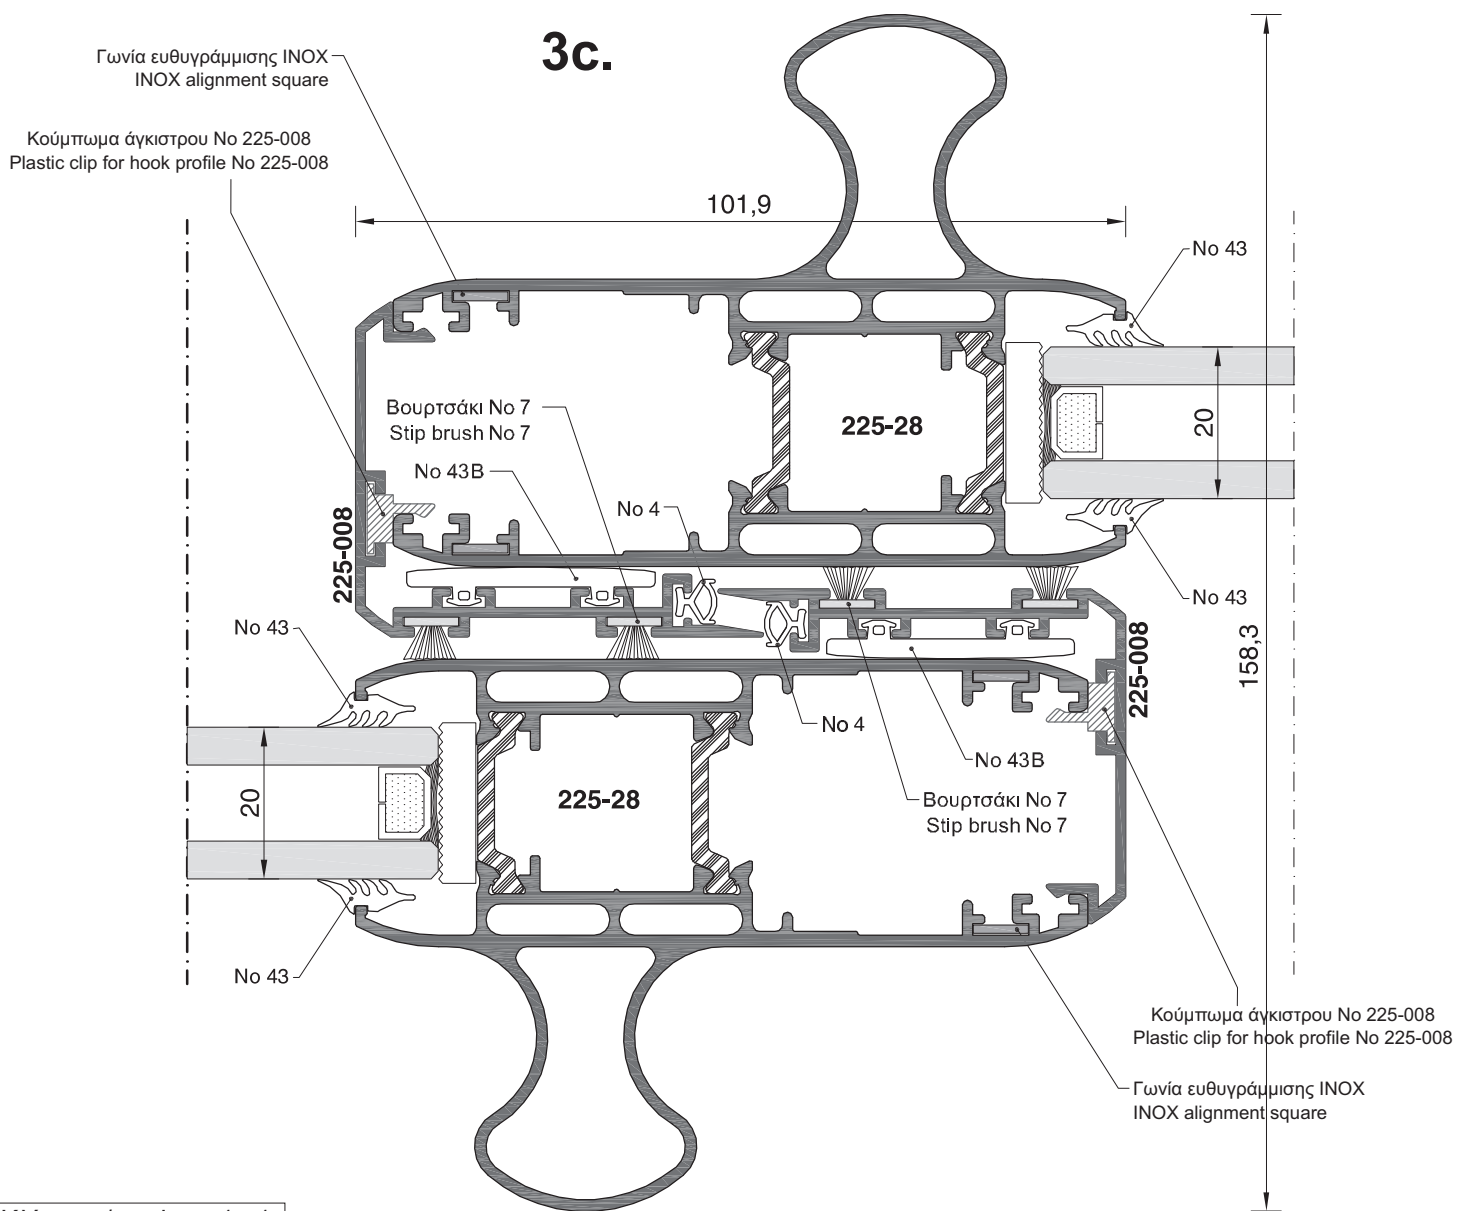 3c.
Γωνία ευθυγράμμισης INOX
INOX alignment square
Κούμπωμα άγκιστρου No 225-008
Plastic clip for hook profile No 225-008
101,9
No 43
20
225-28
Βουρτσάκι No 7
Stip brush No 7
No 43B
No 4
225-008
No 43
No 43
225-008
158,3
No 4
No 43B
20
225-28
Βουρτσάκι No 7
Stip brush No 7
No 43
Κούμπωμα άγκιστρου No 225-008
Plastic clip for hook profile No 225-008
Γωνία ευθυγράμμισης INOX
INOX alignment square